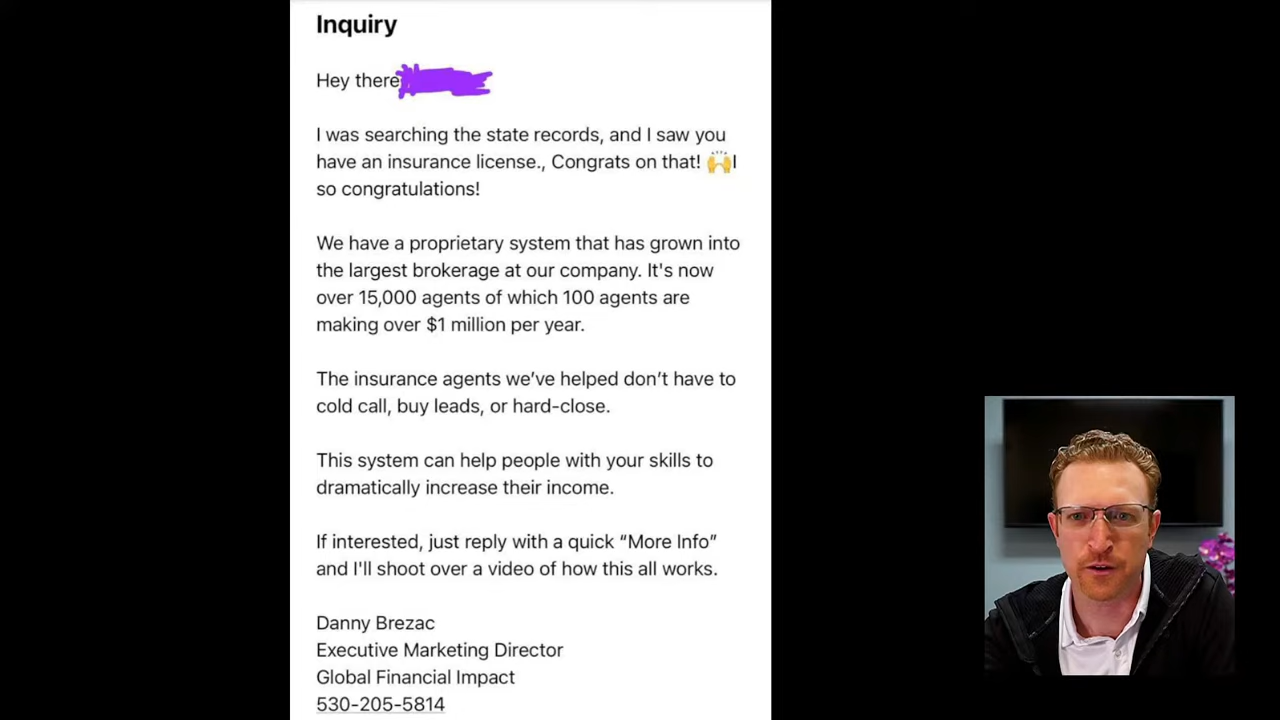 Inquiry
Hey there
I was searching the state records, and I saw you
have an insurance license., Congrats on that! 🙌I
so congratulations!
We have a proprietary system that has grown into
the largest brokerage at our company. It's now
over 15,000 agents of which 100 agents are
making over $1 million per year.
The insurance agents we’ve helped don’t have to
cold call, buy leads, or hard-close.
This system can help people with your skills to
dramatically increase their income.
If interested, just reply with a quick “More Info”
and I'll shoot over a video of how this all works.
Danny Brezac
Executive Marketing Director
Global Financial Impact
530-205-5814